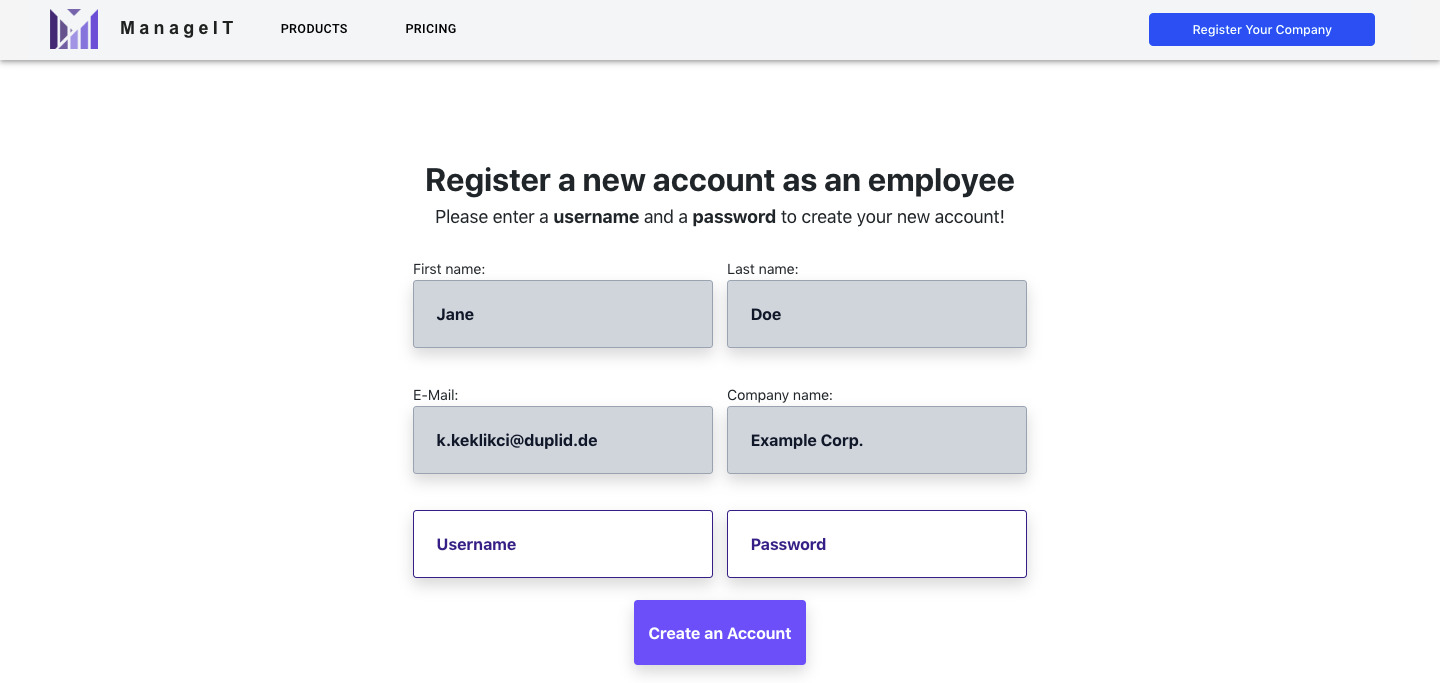 ManageIT PRODUCTS PRICING Register Your Company
Register a new account as an employee
Please enter a username and a password to create your new account!
First name: Last name:
Jane Doe
E-Mail: Company name:
k.keklikci@duplid.de Example Corp.
Username Password
Create an Account